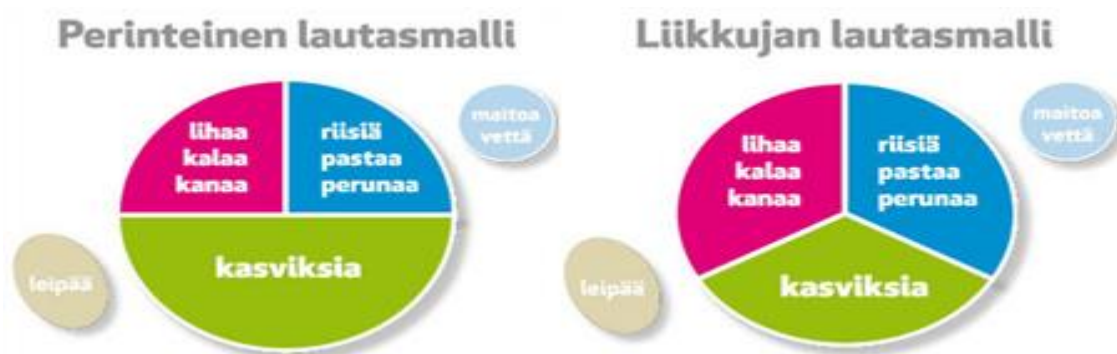 Perinteinen lautasmalli
lihaa
kalaa
kanaa
riisiä
pastaa
perunaa
maitoa
vettä
kasviksia
leipää
Liikkujan lautasmalli
lihaa
kalaa
kanaa
riisiä
pastaa
perunaa
maitoa
vettä
kasviksia
leipää